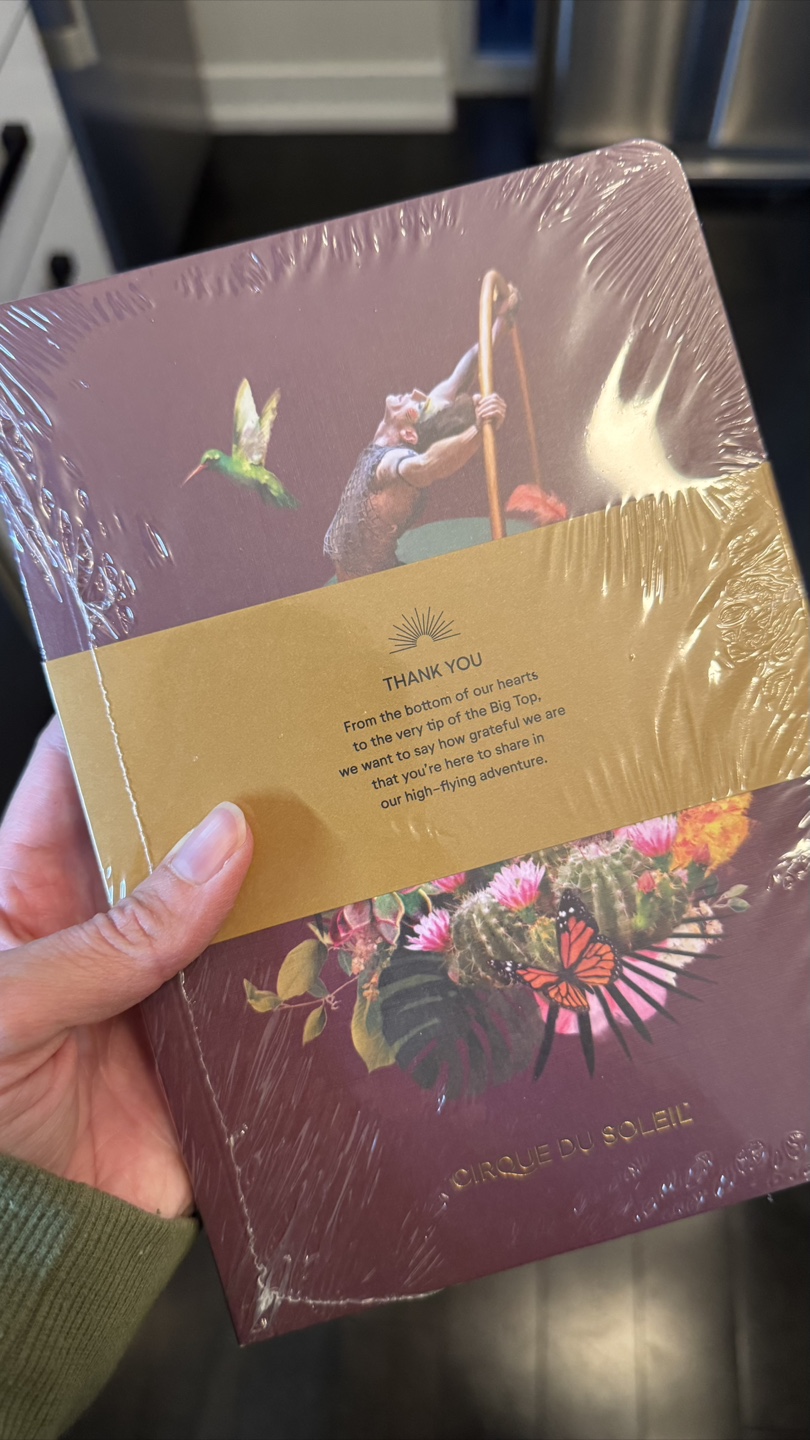 THANK YOU
From the bottom of our hearts
to the very tip of the Big Top,
we want to say how grateful we are
that you're here to share in
our high-flying adventure.
CIRQUE DU SOLEIL